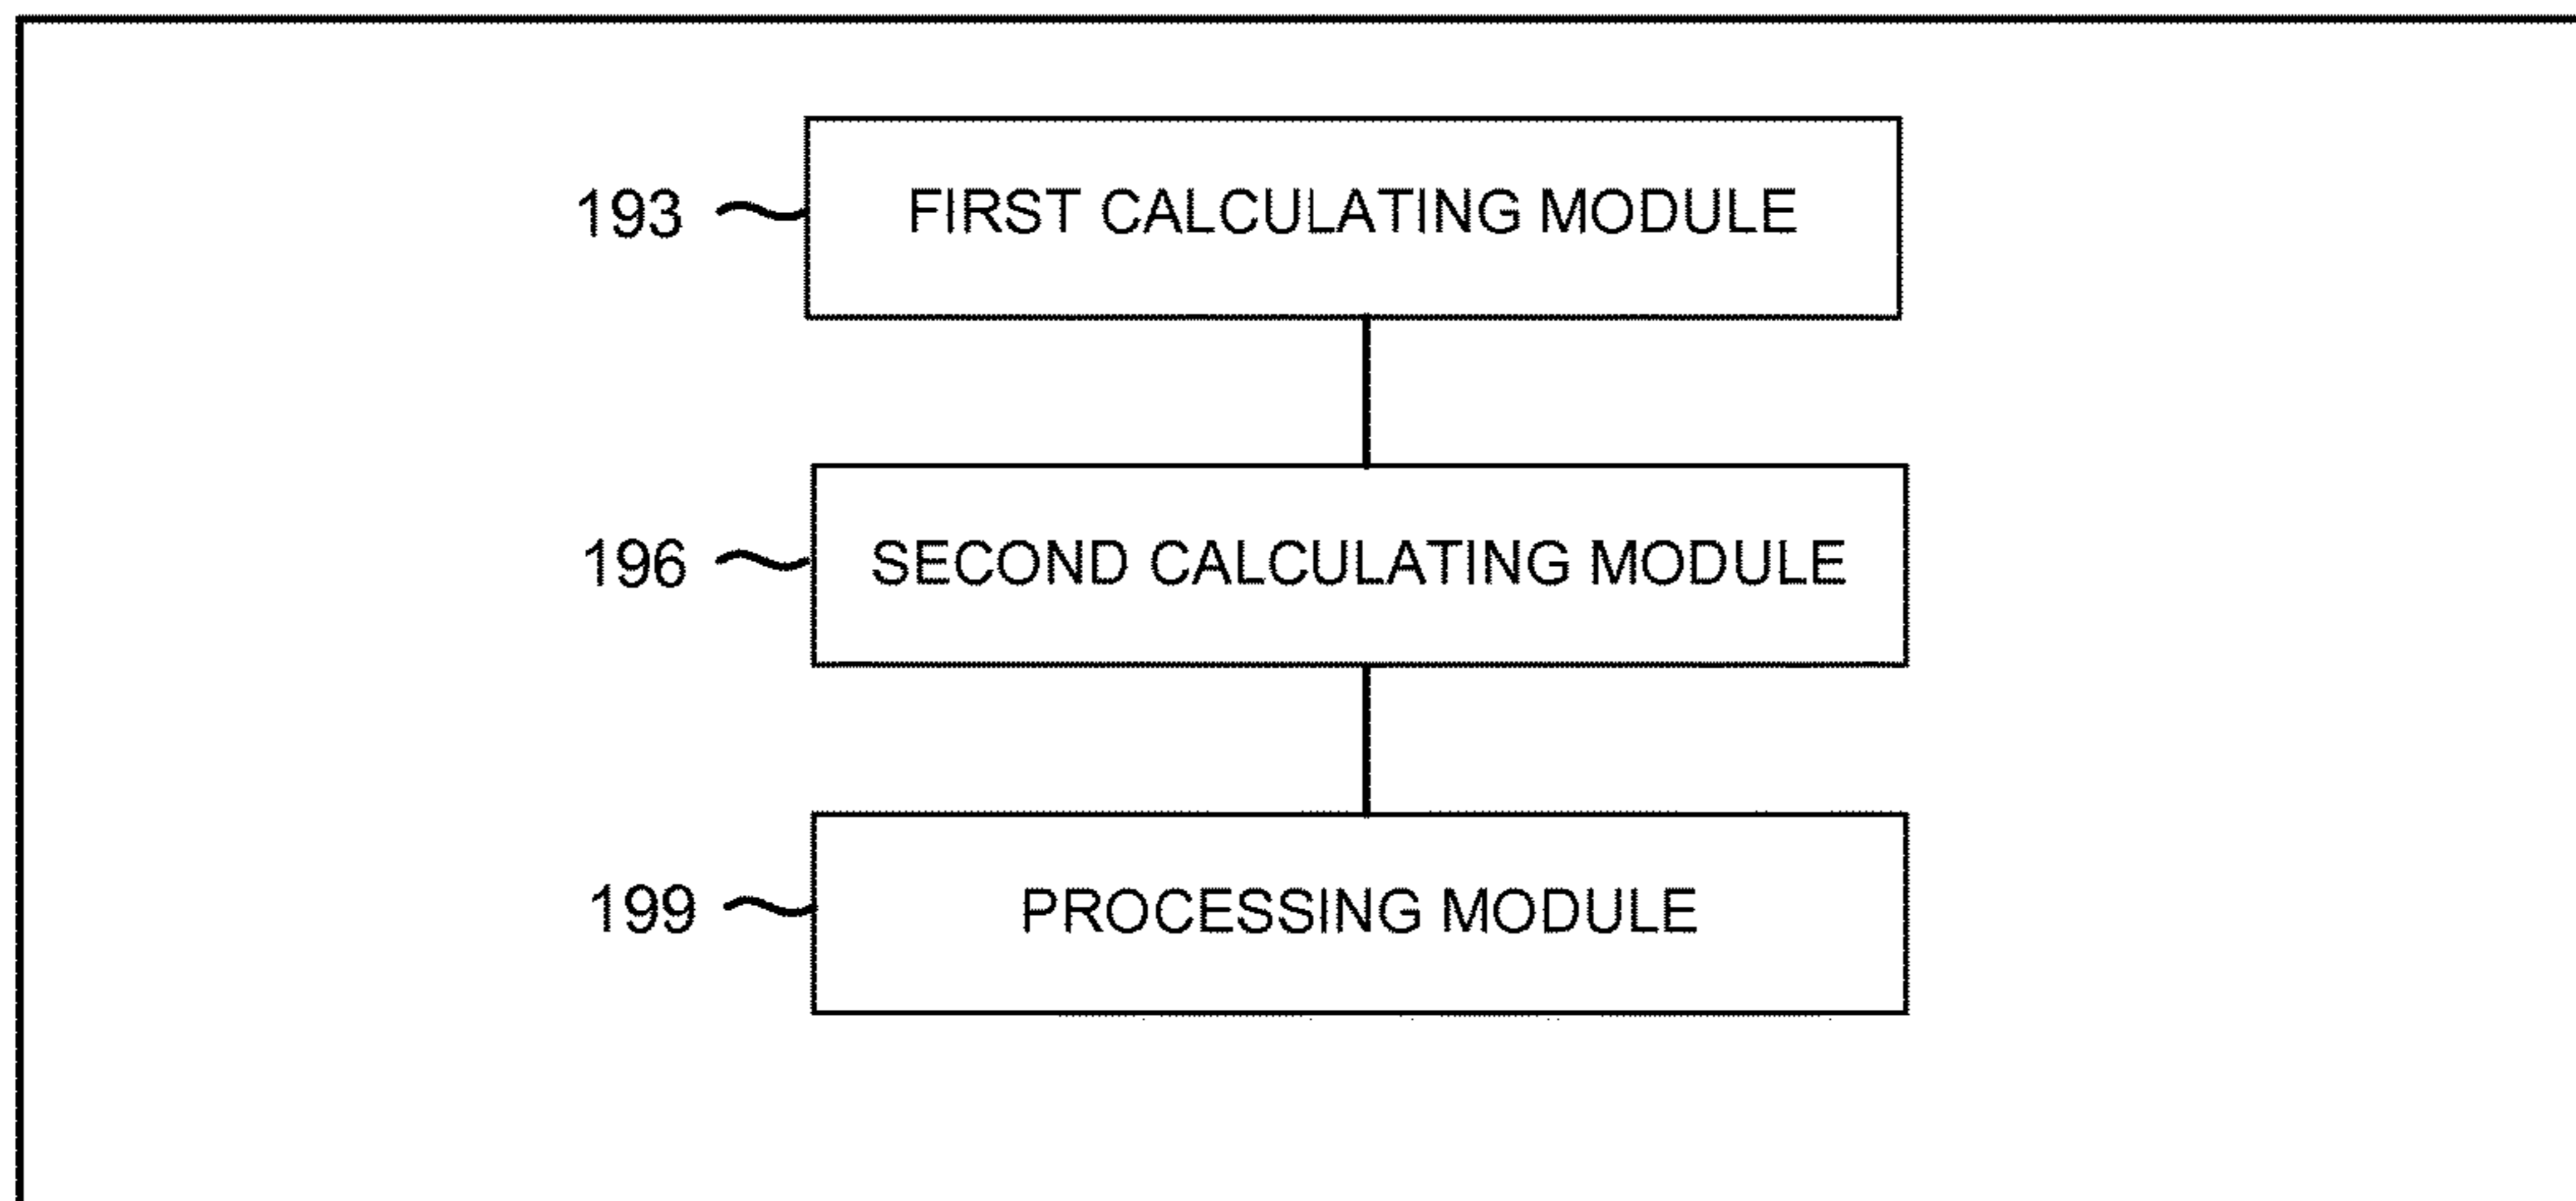 193 FIRST CALCULATING MODULE
196 SECOND CALCULATING MODULE
199 PROCESSING MODULE